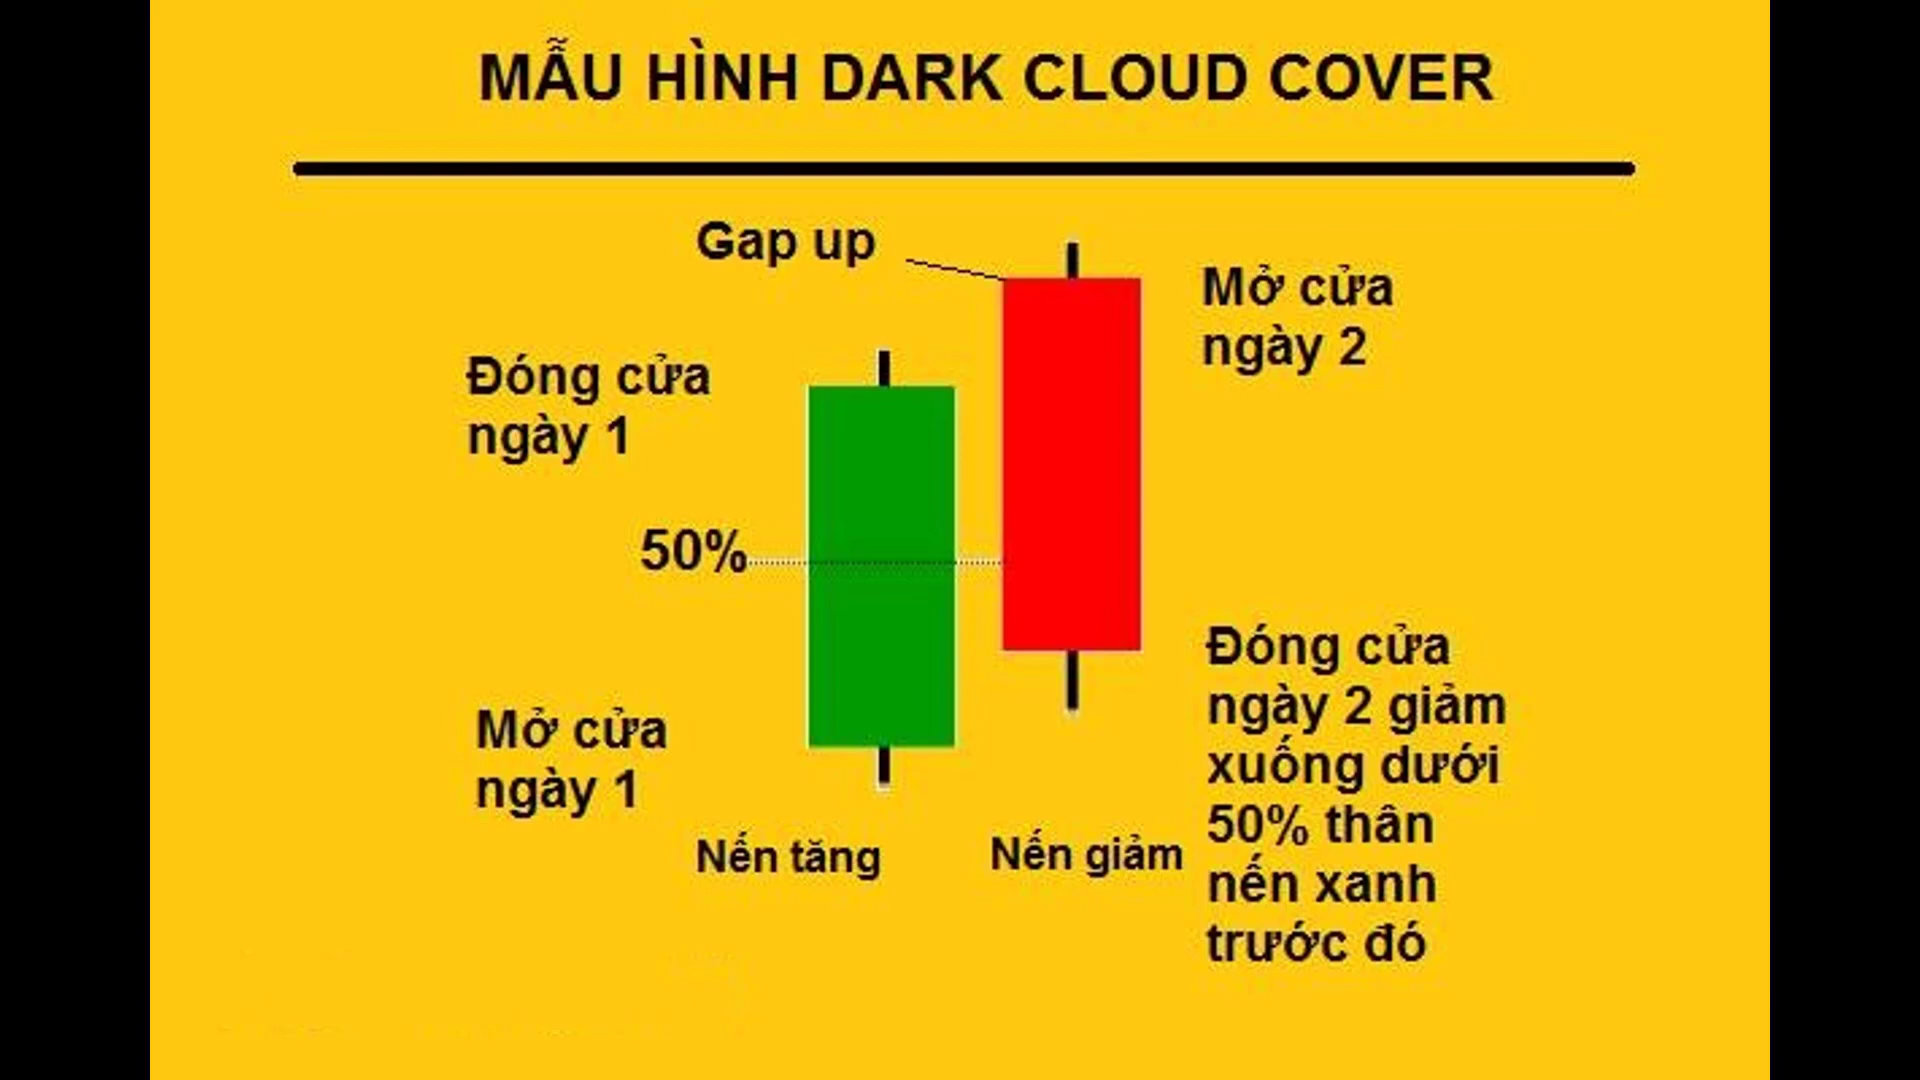 MẪU HÌNH DARK CLOUD COVER
Gap up
Mở cửa
ngày 2
Đóng cửa
ngày 1
50%
Mở cửa
ngày 1
Đóng cửa
ngày 2 giảm
xuống dưới
50% thân
nến xanh
trước đó
Nến tăng
Nến giảm